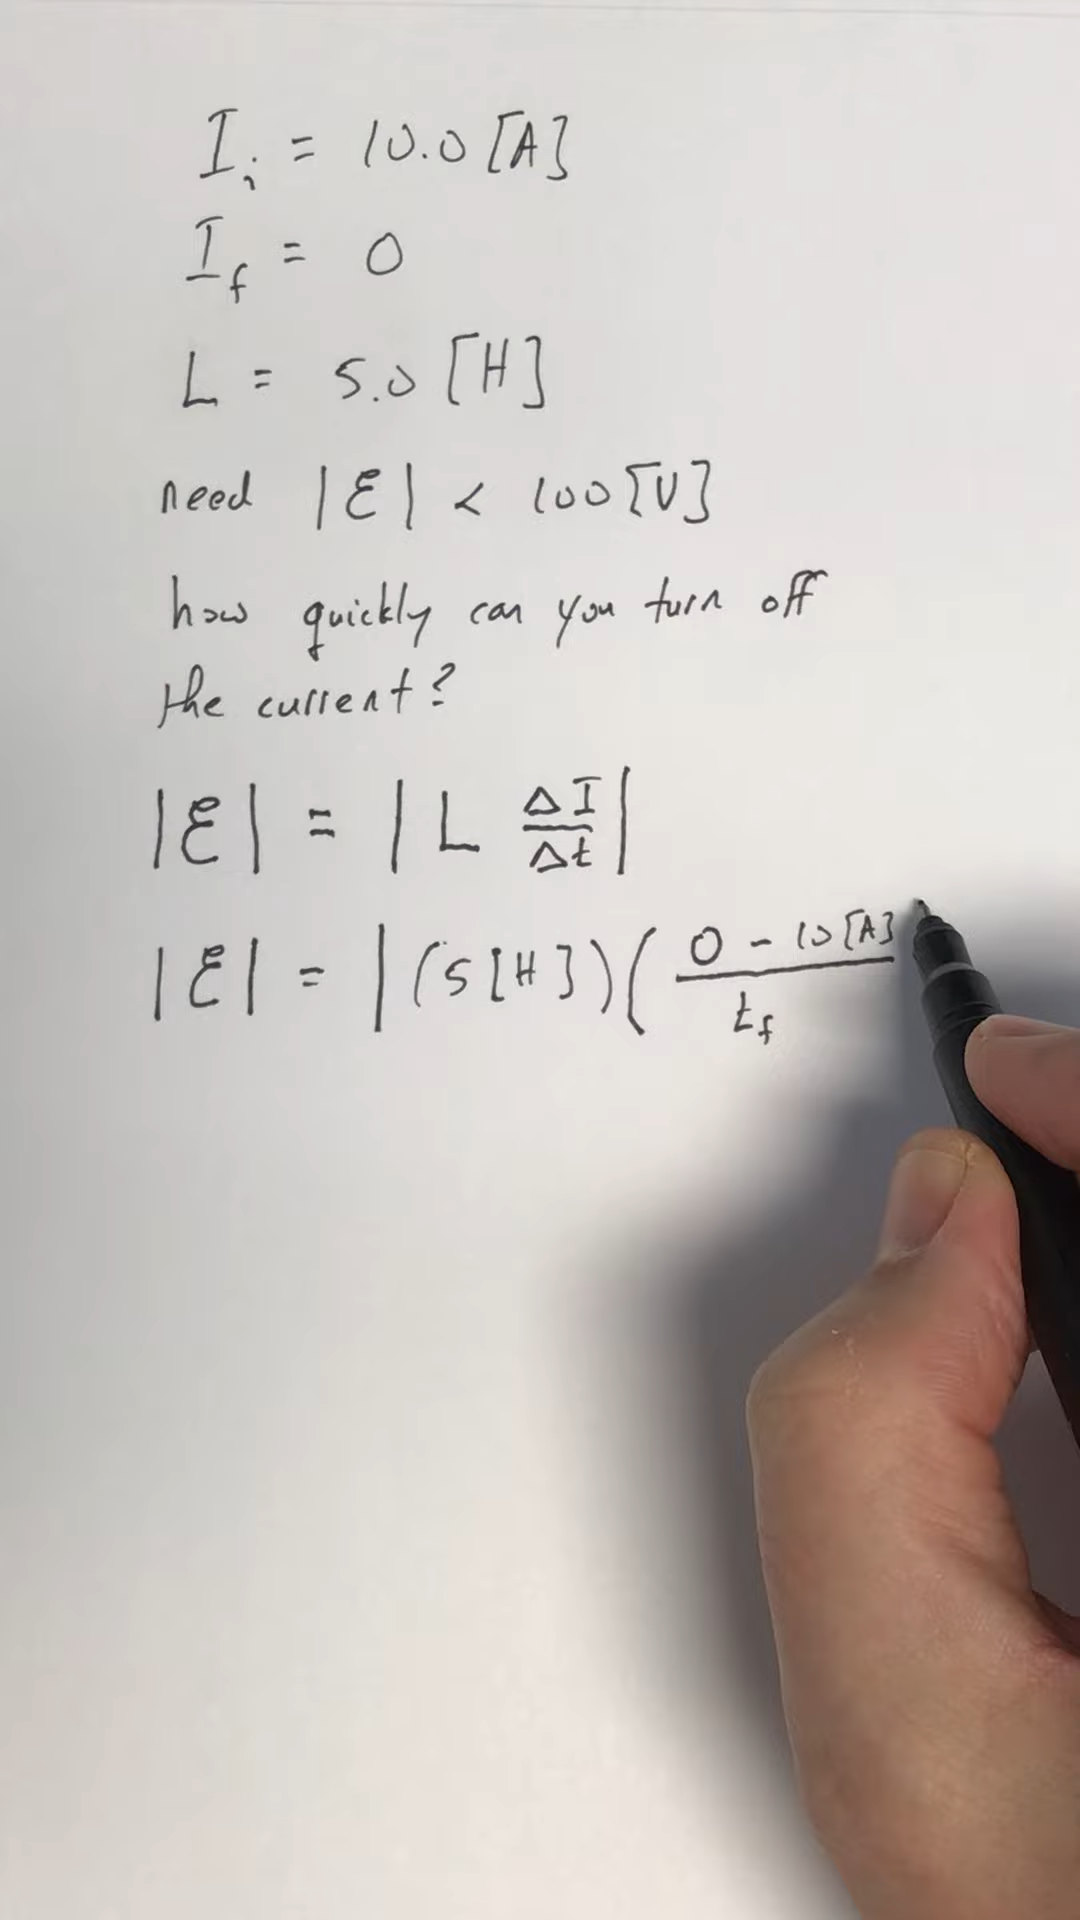 I_i = 10.0 [A]
I_f = 0
L = 5.0 [H]
need |ℰ| < 100 [V]
how quickly can you turn off
the current?
|ℰ| = | L ΔI/Δt |
|ℰ| = | (5 [H]) ( 0 - 10 [A] / t_f